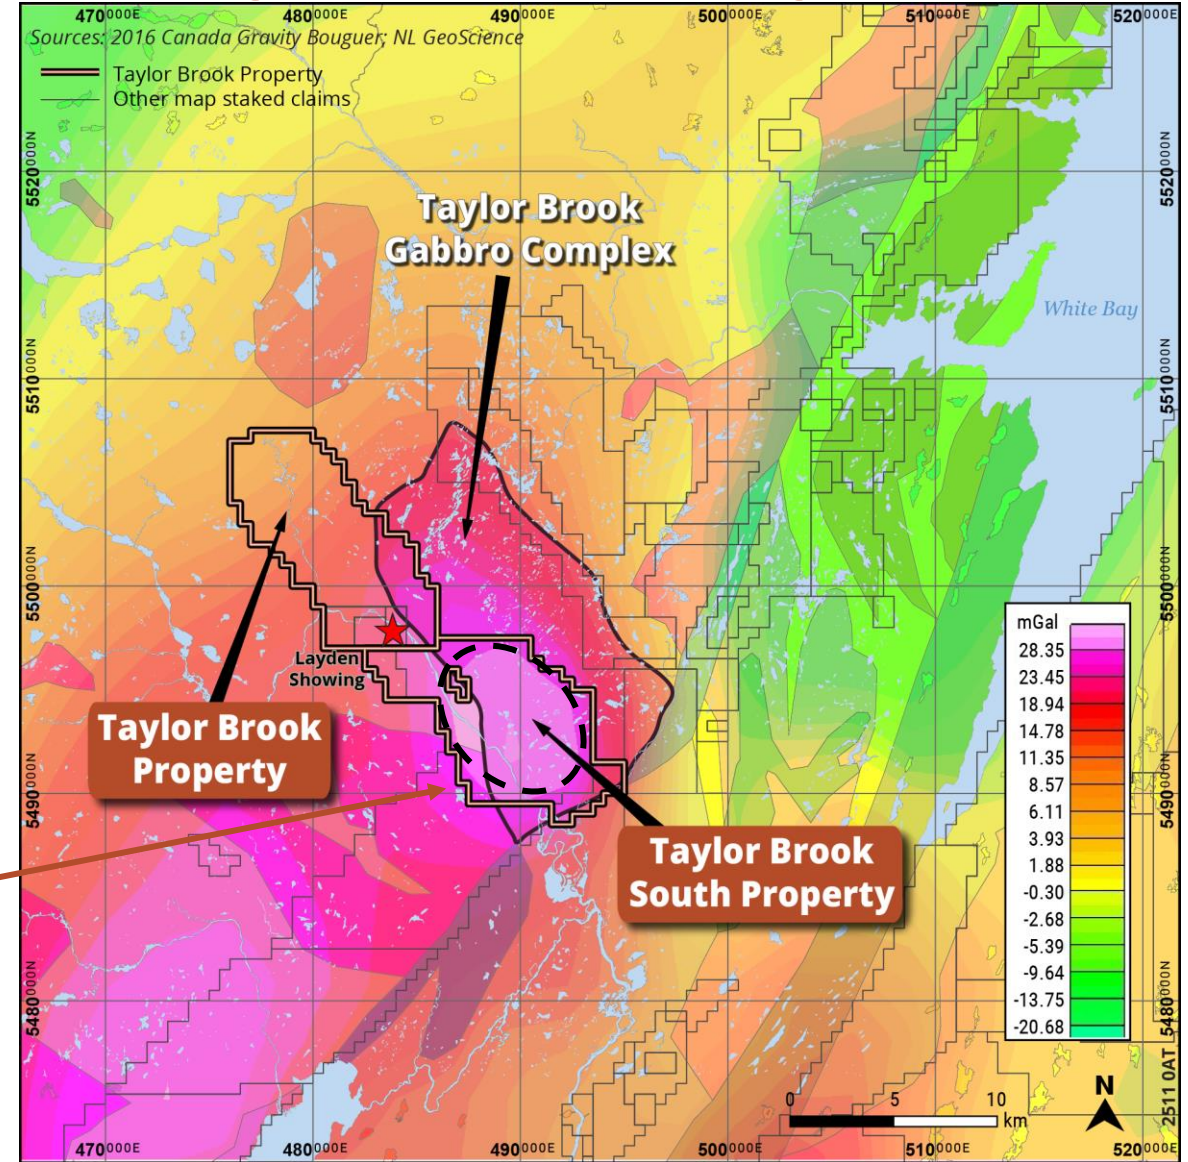 470000E 480000E 490000E 500000E 510000E 520000E
Sources: 2016 Canada Gravity Bouguer; NL GeoScience
Taylor Brook Property
Other map staked claims
5520000N
5520000N
Taylor Brook
Gabbro Complex
White Bay
5510000N
5510000N
5500000N
5500000N
Layden
Showing
Taylor Brook
Property
Taylor Brook
South Property
mGal
28.35
23.45
18.94
14.78
11.35
8.57
6.11
3.93
1.88
-0.30
-2.68
-5.39
-9.64
-13.75
-20.68
5490000N
5490000N
5480000N
5480000N
0 5 10
km
N
2511 0AT
470000E 480000E 490000E 500000E 510000E 520000E